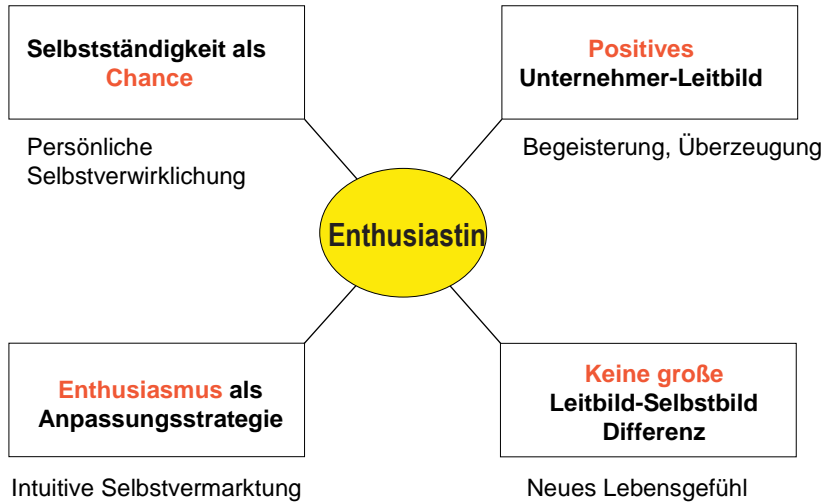 Selbstständigkeit als
Chance
Persönliche
Selbstverwirklichung
Positives
Unternehmer-Leitbild
Begeisterung, Überzeugung
Enthusiastin
Enthusiasmus als
Anpassungsstrategie
Intuitive Selbstvermarktung
Keine große
Leitbild-Selbstbild
Differenz
Neues Lebensgefühl